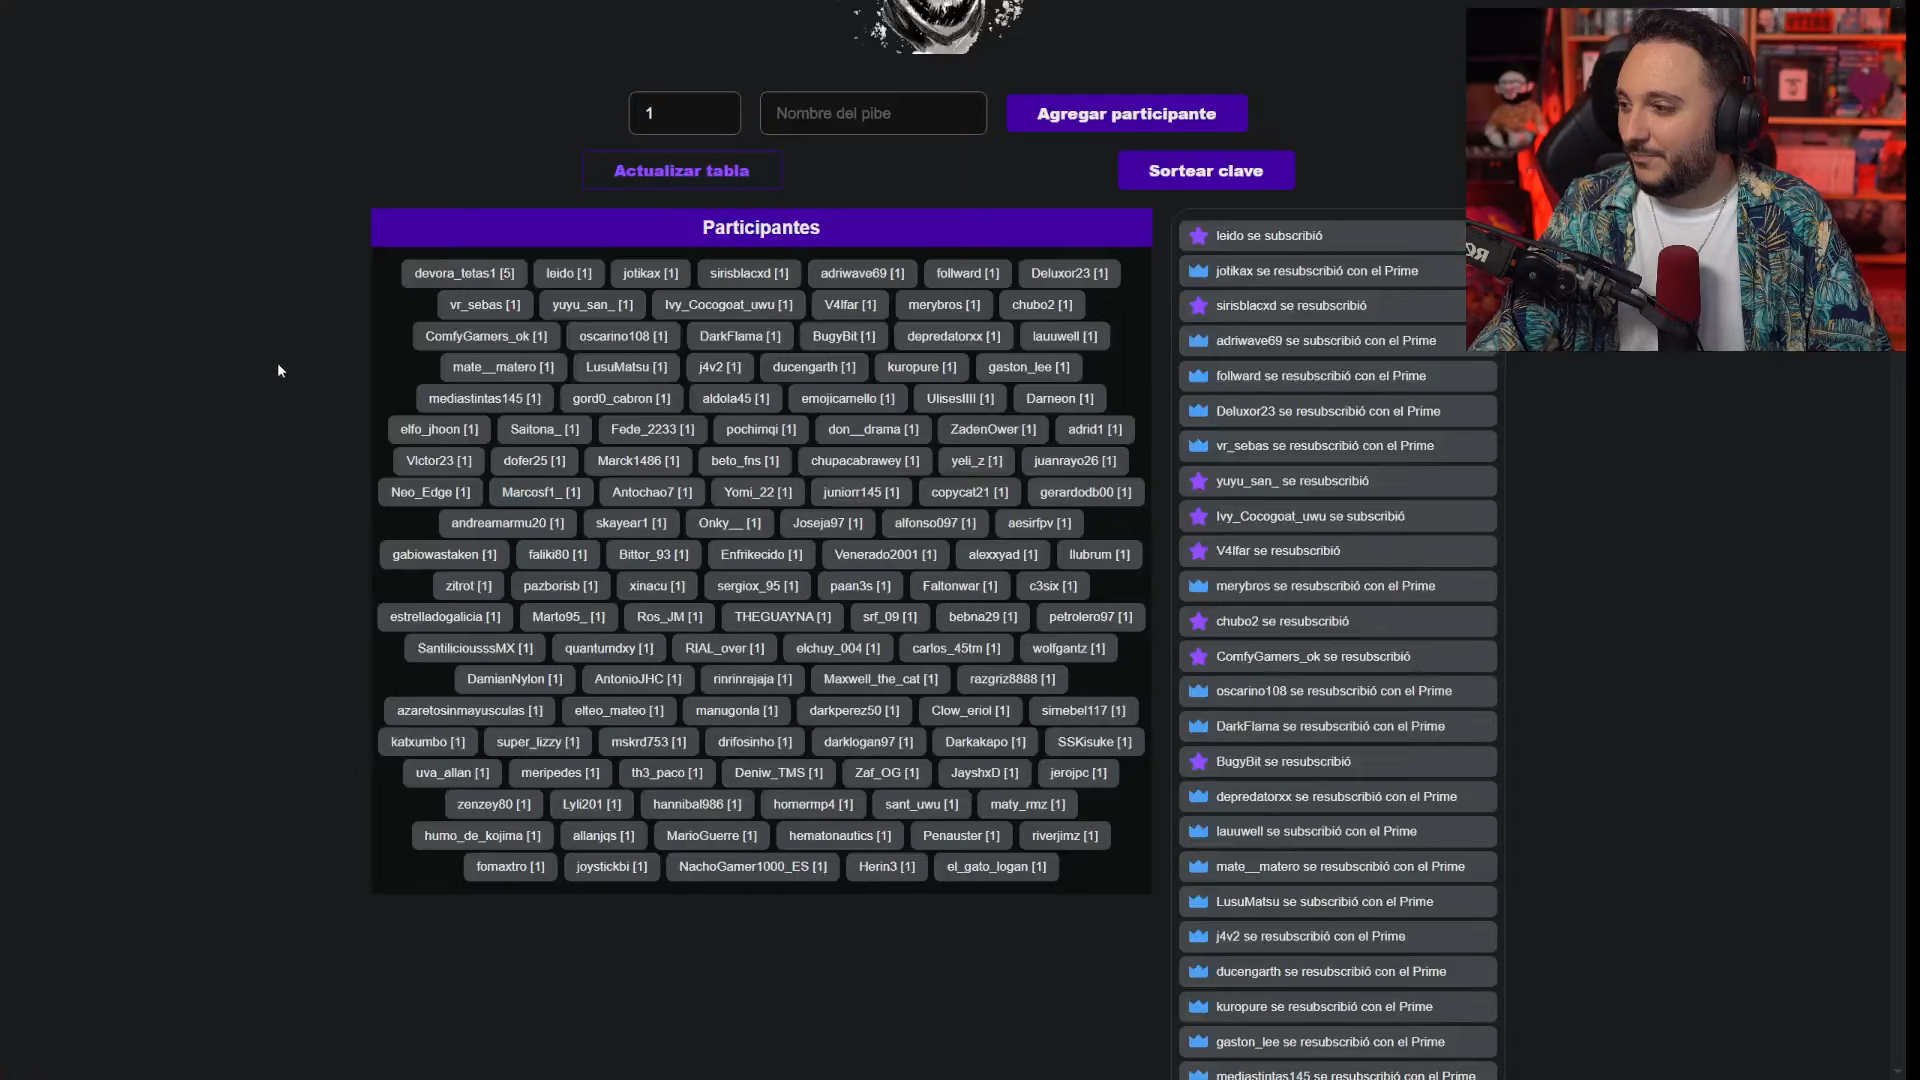 1
Nombre del pibe
Agregar participante
Actualizar tabla
Sortear clave
Participantes
devora_tetas1 [5] leido [1] jotikax [1] sirisblacxd [1] adriwave69 [1] follward [1] Deluxor23 [1]
vr_sebas [1] yuyu_san_ [1] Ivy_Cocogoat_uwu [1] V4lfar [1] merybros [1] chubo2 [1]
ComfyGamers_ok [1] oscarino108 [1] DarkFlama [1] BugyBit [1] depredatorxx [1] lauuwell [1]
mate__matero [1] LusuMatsu [1] j4v2 [1] ducengarth [1] kuropure [1] gaston_lee [1]
mediastintas145 [1] gord0_cabron [1] aldola45 [1] emojicamello [1] UlisesIIII [1] Darneon [1]
elfo_jhoon [1] Saitona_ [1] Fede_2233 [1] pochimqi [1] don__drama [1] ZadenOwer [1] adrid1 [1]
VIctor23 [1] dofer25 [1] Marck1486 [1] beto_fns [1] chupacabrawey [1] yeli_z [1] juanrayo26 [1]
Neo_Edge [1] Marcosf1_ [1] Antochao7 [1] Yomi_22 [1] juniorr145 [1] copycat21 [1] gerardodb00 [1]
andreamarmu20 [1] skayear1 [1] Onky__ [1] Joseja97 [1] alfonso097 [1] aesirfpv [1]
gabiowastaken [1] faliki80 [1] Bittor_93 [1] Enfrikecido [1] Venerado2001 [1] alexxyad [1] llubrum [1]
zitrot [1] pazborisb [1] xinacu [1] sergiox_95 [1] paan3s [1] Faltonwar [1] c3six [1]
estrelladogalicia [1] Marto95_ [1] Ros_JM [1] THEGUAYNA [1] srf_09 [1] bebna29 [1] petrolero97 [1]
SantiliciousssMX [1] quantumdxy [1] RIAL_over [1] elchuy_004 [1] carlos_45tm [1] wolfgantz [1]
DamianNylon [1] AntonioJHC [1] rinrinrajaja [1] Maxwell_the_cat [1] razgriz8888 [1]
azaretosinmayusculas [1] elteo_mateo [1] manugonla [1] darkperez50 [1] Clow_eriol [1] simebel117 [1]
katxumbo [1] super_lizzy [1] mskrd753 [1] drifosinho [1] darklogan97 [1] Darkakapo [1] SSKisuke [1]
uva_allan [1] meripedes [1] th3_paco [1] Deniw_TMS [1] Zaf_OG [1] JayshxD [1] jerojpc [1]
zenzey80 [1] Lyli201 [1] hannibal986 [1] homermp4 [1] sant_uwu [1] maty_rmz [1]
humo_de_kojima [1] allanjqs [1] MarioGuerre [1] hematonautics [1] Penauster [1] riverjimz [1]
fomaxtro [1] joystickbi [1] NachoGamer1000_ES [1] Herin3 [1] el_gato_logan [1]
leido se subscribió
jotikax se resubscribió con el Prime
sirisblacxd se resubscribió
adriwave69 se subscribió con el Prime
follward se resubscribió con el Prime
Deluxor23 se resubscribió con el Prime
vr_sebas se resubscribió con el Prime
yuyu_san_ se resubscribió
Ivy_Cocogoat_uwu se subscribió
V4lfar se resubscribió
merybros se resubscribió con el Prime
chubo2 se resubscribió
ComfyGamers_ok se resubscribió
oscarino108 se resubscribió con el Prime
DarkFlama se resubscribió con el Prime
BugyBit se resubscribió
depredatorxx se resubscribió con el Prime
lauuwell se subscribió con el Prime
mate__matero se resubscribió con el Prime
LusuMatsu se subscribió con el Prime
j4v2 se resubscribió con el Prime
ducengarth se resubscribió con el Prime
kuropure se resubscribió con el Prime
gaston_lee se resubscribió con el Prime
mediastintas145 se resubscribió con el Prime